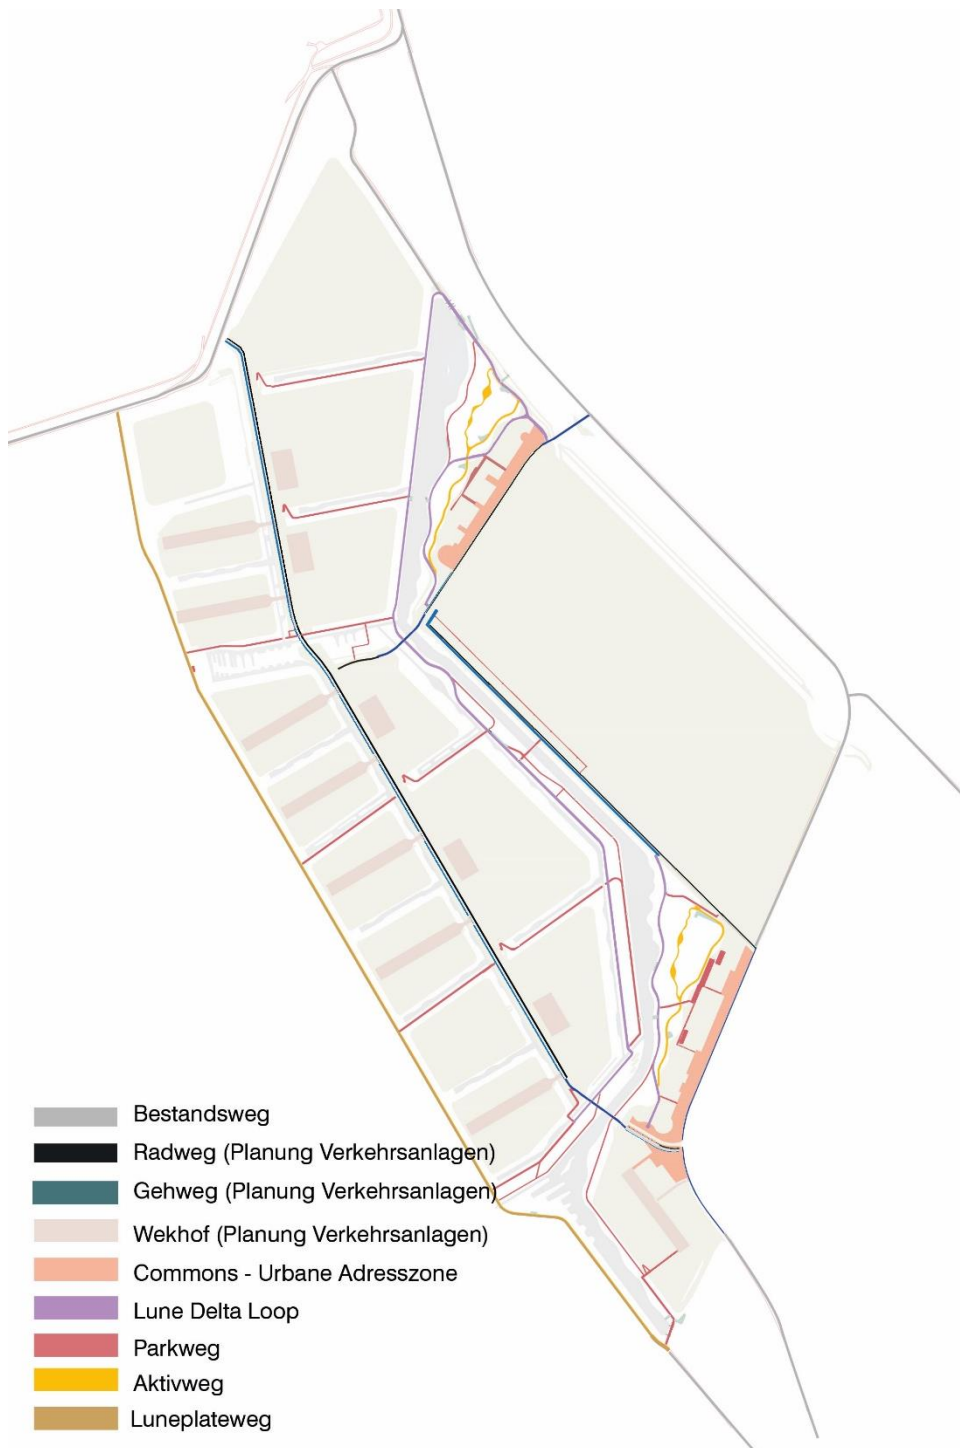 Bestandsweg
Radweg (Planung Verkehrsanlagen)
Gehweg (Planung Verkehrsanlagen)
Wekhof (Planung Verkehrsanlagen)
Commons - Urbane Adresszone
Lune Delta Loop
Parkweg
Aktivweg
Luneplateweg